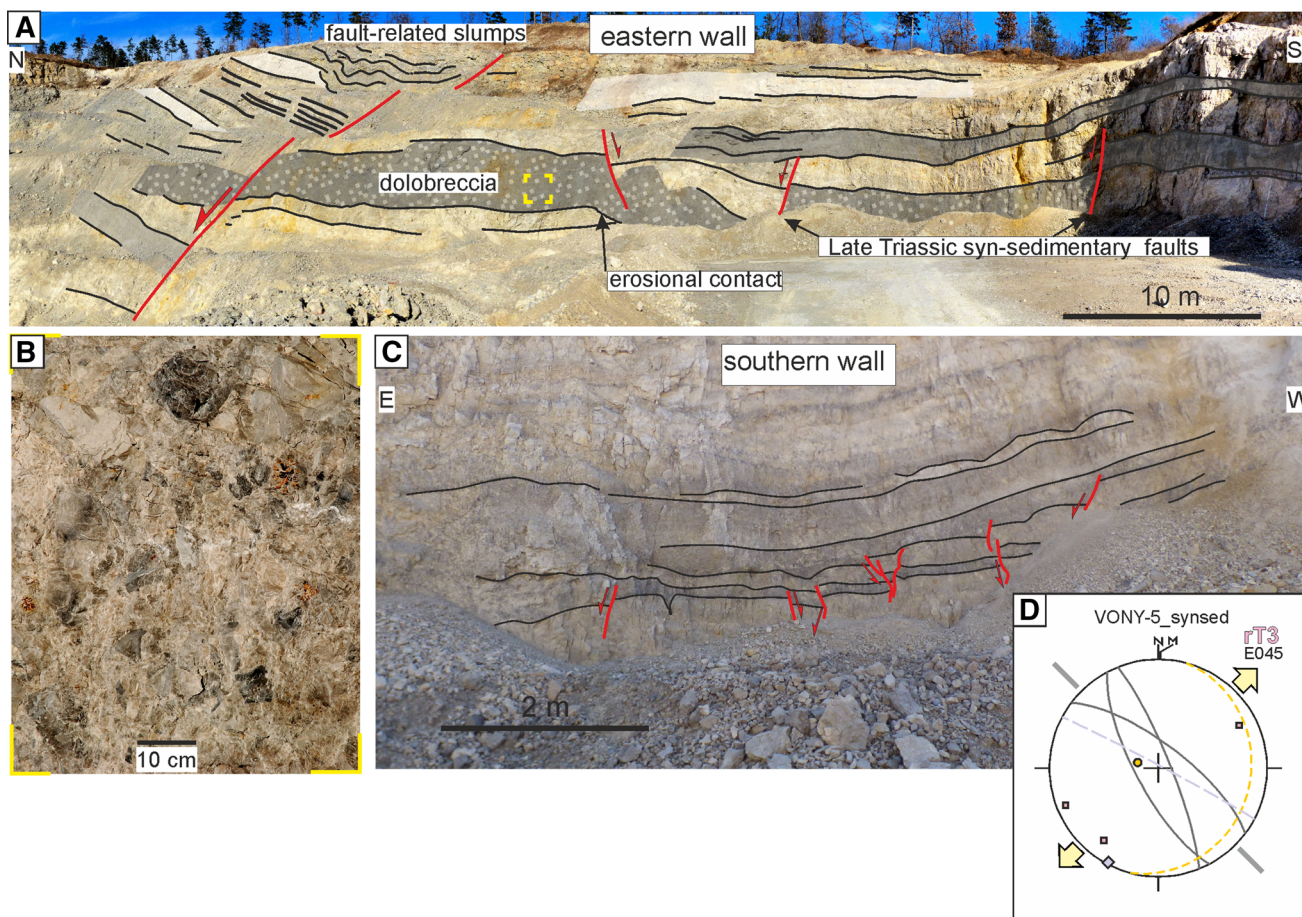 A
N
fault-related slumps
eastern wall
S
dolobreccia
Late Triassic syn-sedimentary faults
erosional contact
10 m
B
10 cm
C
southern wall
E
W
2 m
D
VONY-5_synsed
N M
rT3
E045